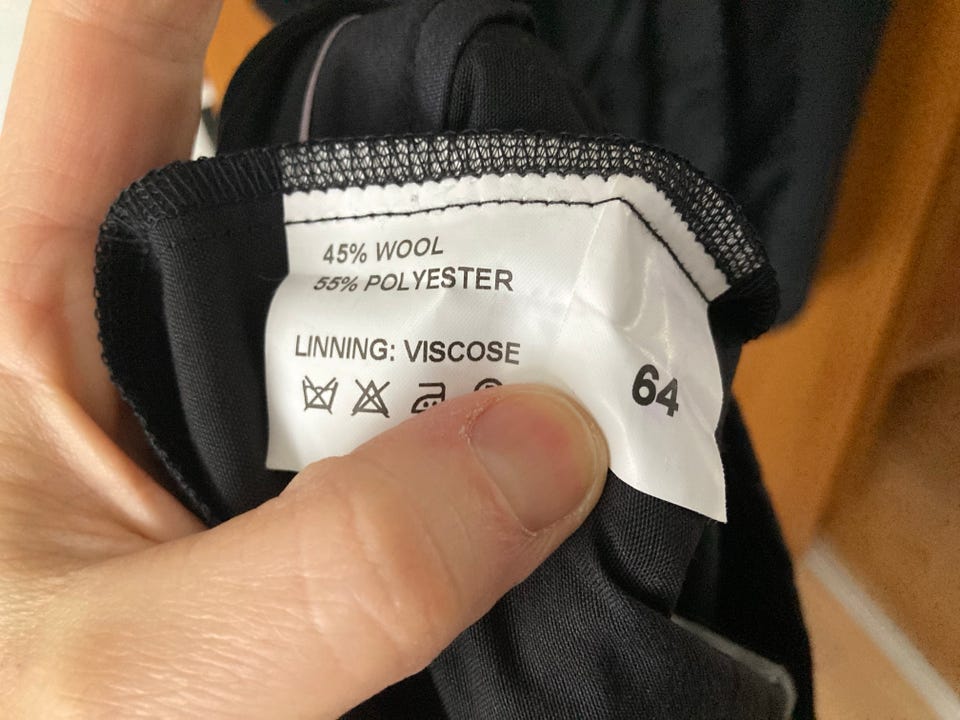 45% WOOL
55% POLYESTER
LINNING: VISCOSE
64